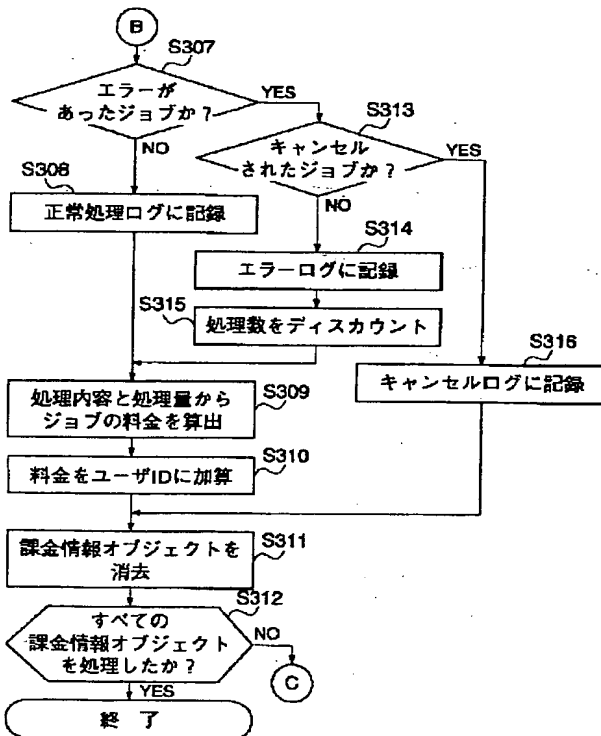 B
S307
エラーが
あったジョブか?
YES
NO
S313
キャンセル
されたジョブか?
YES
NO
S308
正常処理ログに記録
S314
エラーログに記録
S315
処理数をディスカウント
S316
キャンセルログに記録
処理内容と処理量から
ジョブの料金を算出
S309
料金をユーザIDに加算
S310
課金情報オブジェクトを
消去
S311
S312
すべての
課金情報オブジェクト
を処理したか?
NO
C
YES
終 了